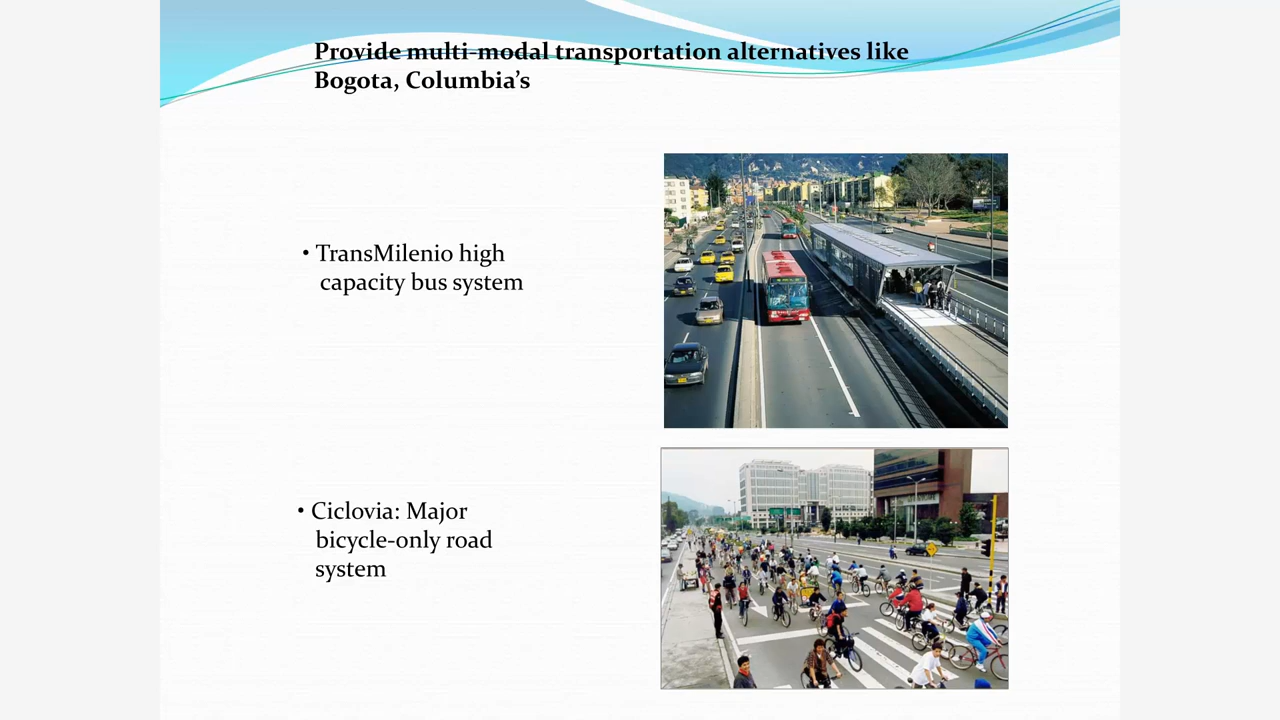 Provide multi-modal transportation alternatives like
Bogota, Columbia’s
• TransMilenio high
capacity bus system
• Ciclovia: Major
bicycle-only road
system